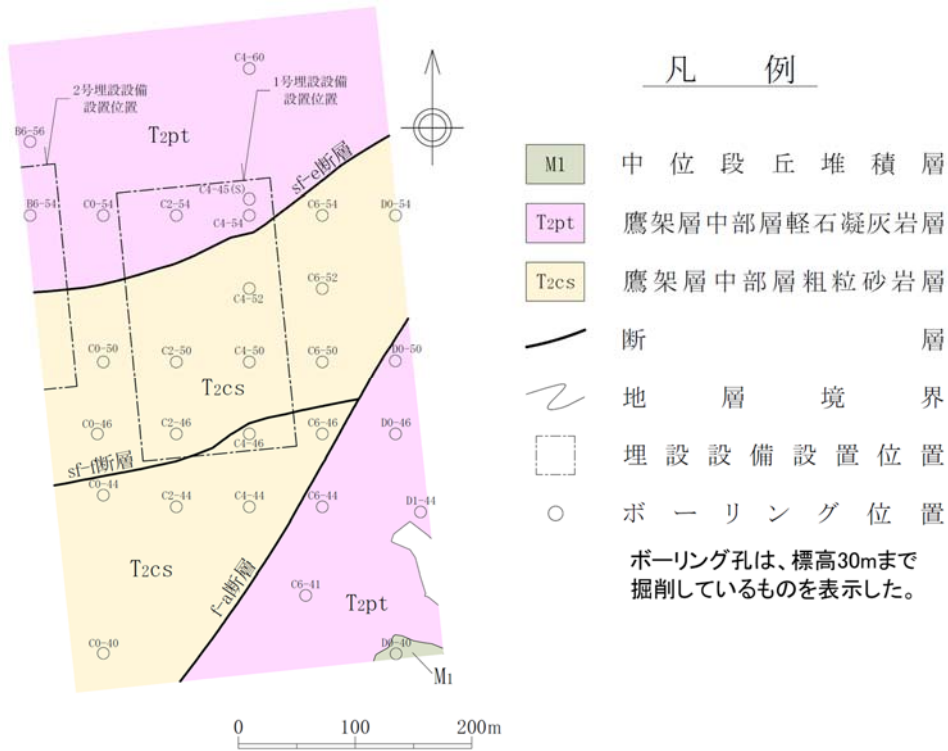 C4-60
2号埋設設備
設置位置
1号埋設設備
設置位置
B6-56
T2pt
sf-e断層
C4-45(S)
B6-54
C0-54
C2-54
C4-54
C6-54
D0-54
C4-52
C6-52
C0-50
C2-50
C4-50
C6-50
D0-50
T2cs
C0-46
C2-46
C4-46
C6-46
D0-46
sf-f断層
C0-44
C2-44
C4-44
C6-44
D1-44
T2cs
f-a断層
C6-41
T2pt
C0-40
D0-40
M1
0 100 200m
凡例
M1 中位段丘堆積層
T2pt 鷹架層中部層軽石凝灰岩層
T2cs 鷹架層中部層粗粒砂岩層
断層
地層境界
埋設設備設置位置
ボーリング位置
ボーリング孔は、標高30mまで
掘削しているものを表示した。